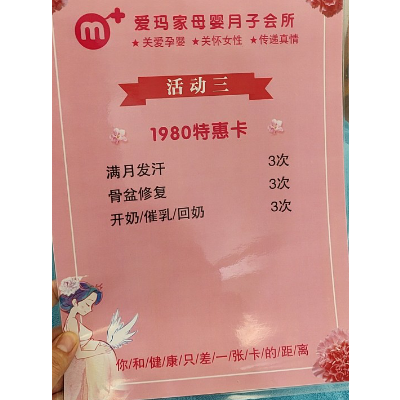 m+
爱玛家母婴月子会所
★关爱孕婴 ★关怀女性 ★传递真情
活动三
1980特惠卡
满月发汗 3次
骨盆修复 3次
开奶/催乳/回奶 3次
你/和/健/康/只/差/一/张/卡/的/距/离